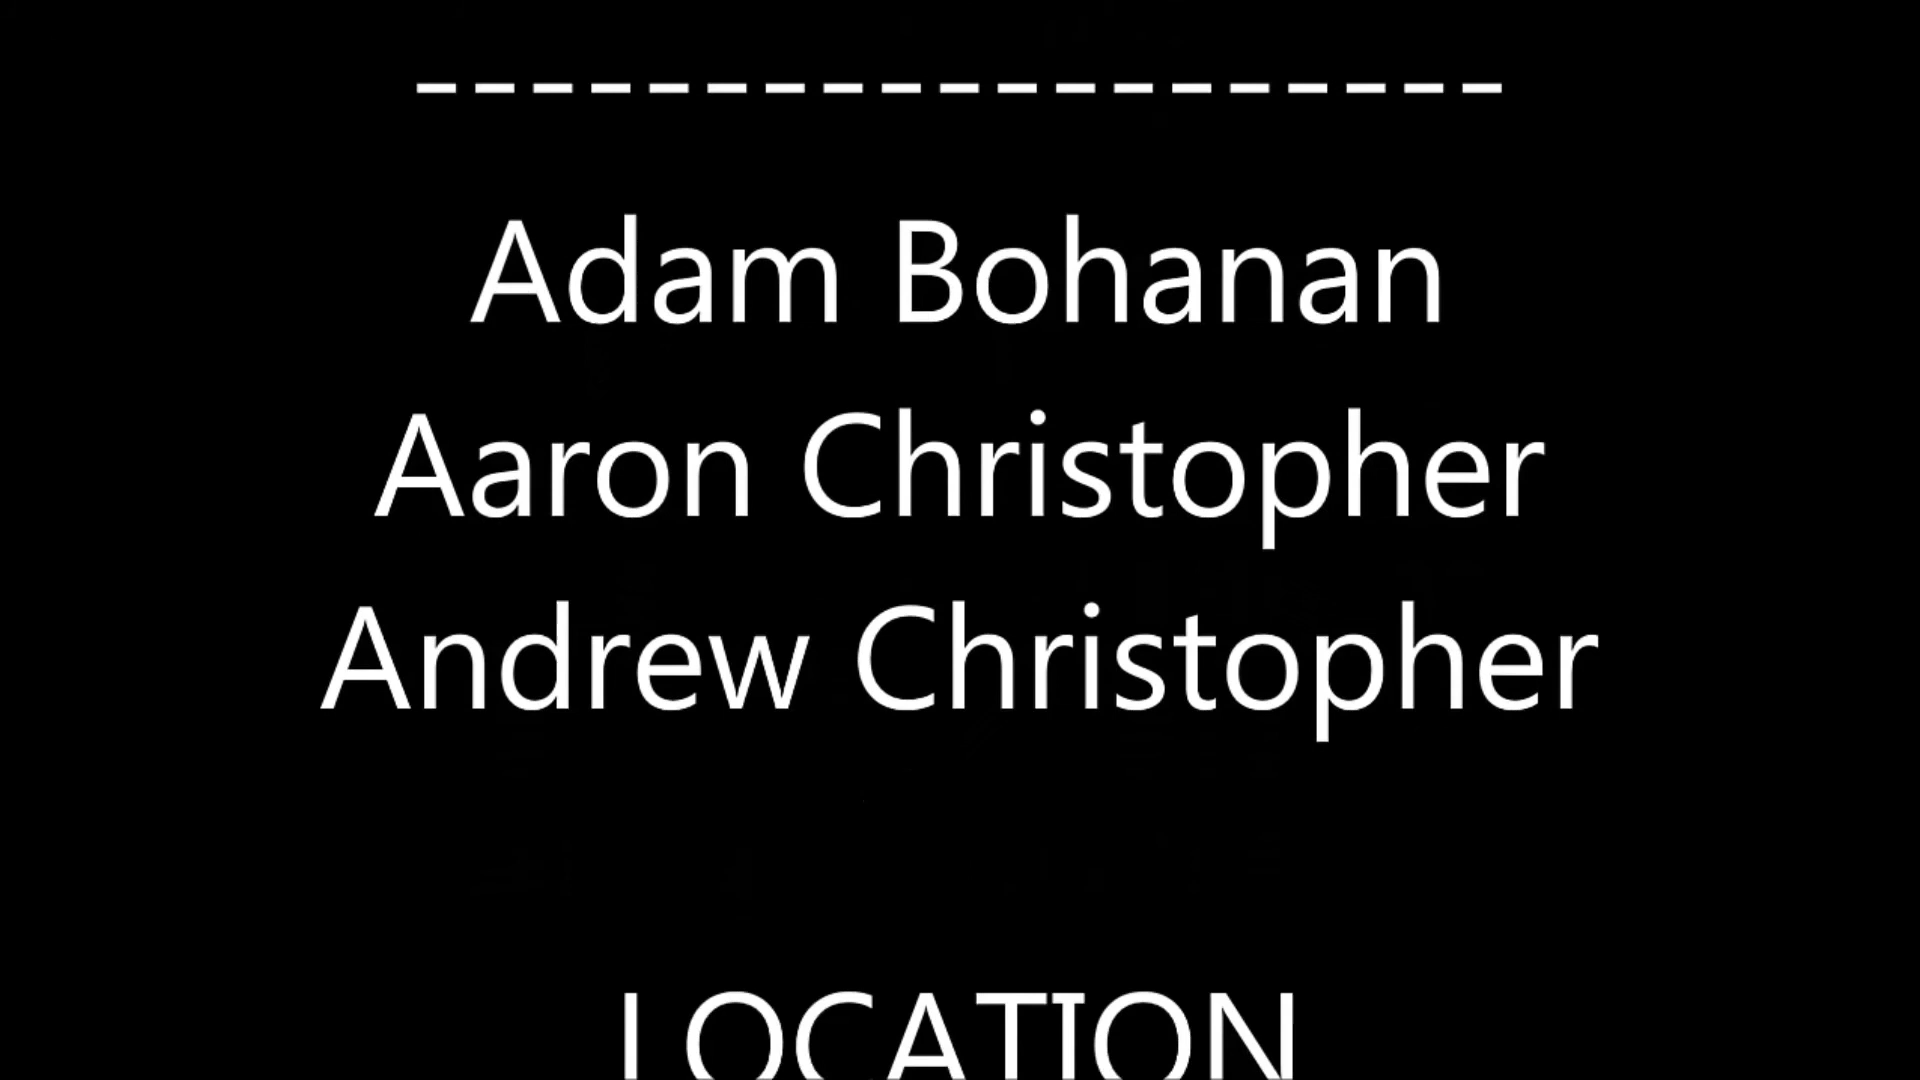 -------------------
Adam Bohanan
Aaron Christopher
Andrew Christopher
LOCATION